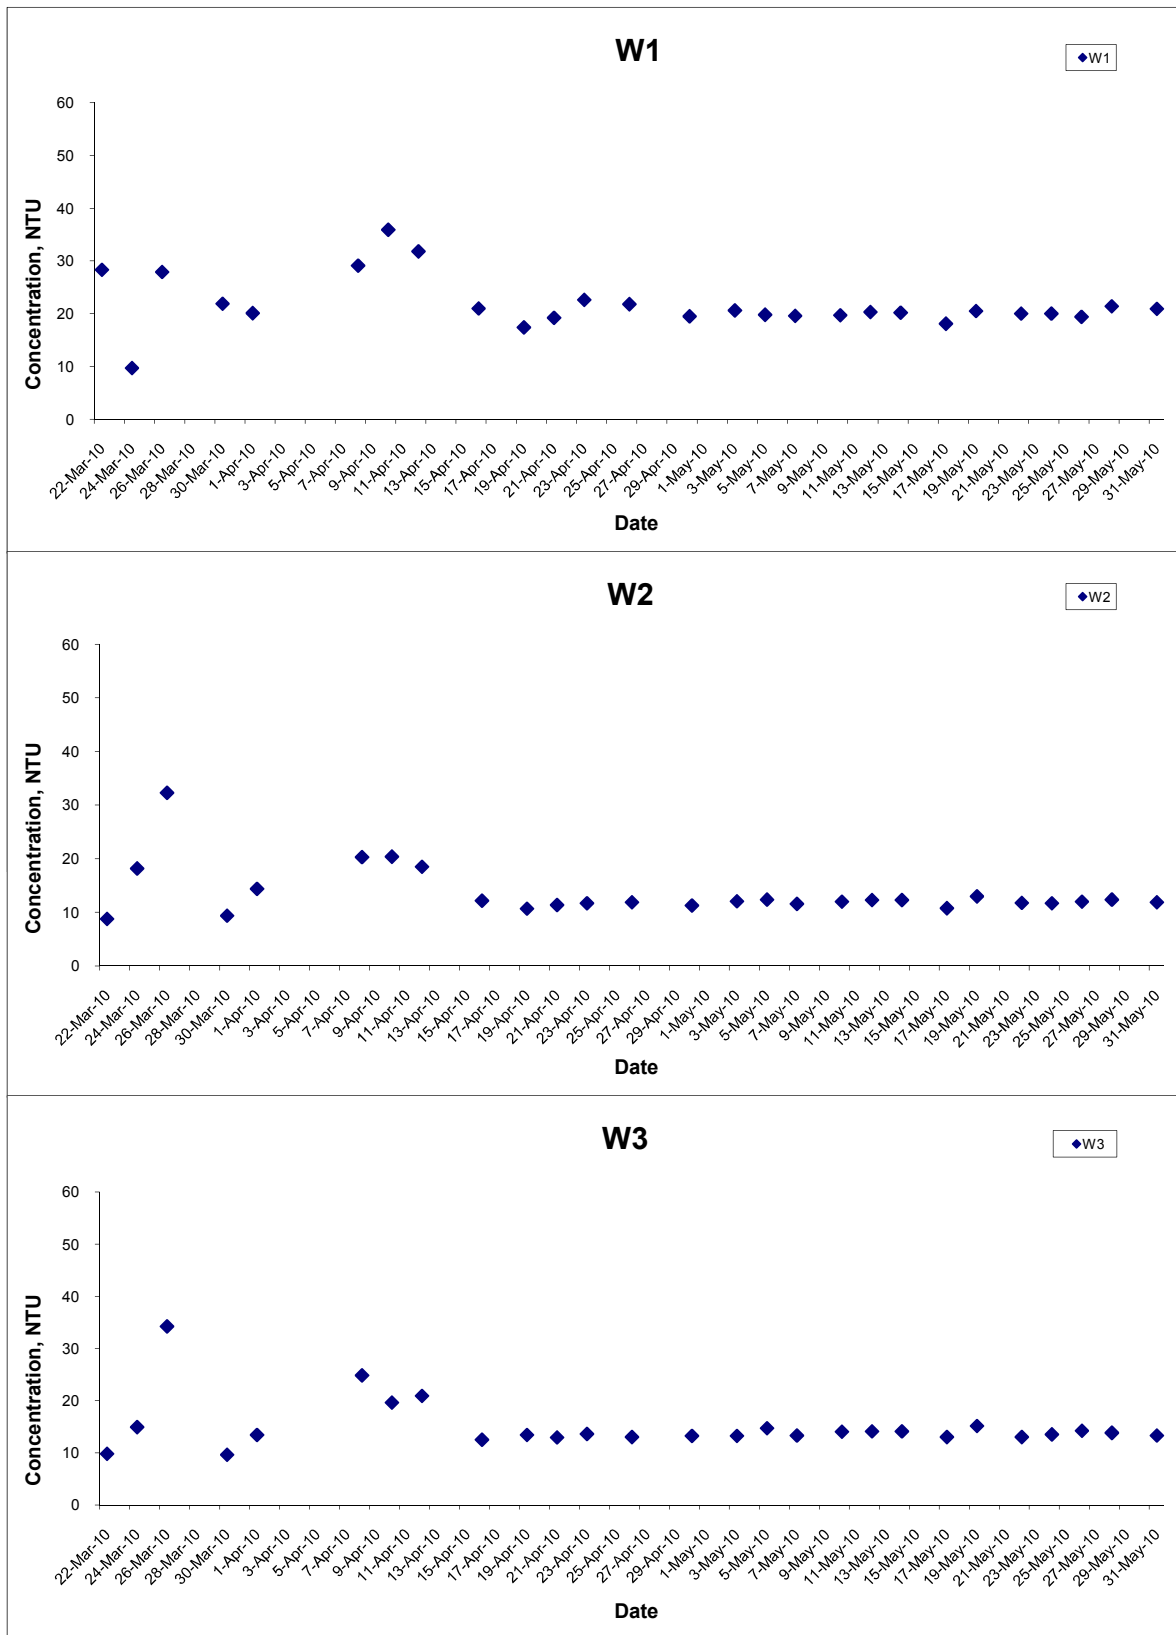 W1
W1
60
50
40
30
20
10
0
Concentration, NTU
22-Mar-10
24-Mar-10
26-Mar-10
28-Mar-10
30-Mar-10
1-Apr-10
3-Apr-10
5-Apr-10
7-Apr-10
9-Apr-10
11-Apr-10
13-Apr-10
15-Apr-10
17-Apr-10
19-Apr-10
21-Apr-10
23-Apr-10
25-Apr-10
27-Apr-10
29-Apr-10
1-May-10
3-May-10
5-May-10
7-May-10
9-May-10
11-May-10
13-May-10
15-May-10
17-May-10
19-May-10
21-May-10
23-May-10
25-May-10
27-May-10
29-May-10
31-May-10
Date
W2
W2
60
50
40
30
20
10
0
Concentration, NTU
22-Mar-10
24-Mar-10
26-Mar-10
28-Mar-10
30-Mar-10
1-Apr-10
3-Apr-10
5-Apr-10
7-Apr-10
9-Apr-10
11-Apr-10
13-Apr-10
15-Apr-10
17-Apr-10
19-Apr-10
21-Apr-10
23-Apr-10
25-Apr-10
27-Apr-10
29-Apr-10
1-May-10
3-May-10
5-May-10
7-May-10
9-May-10
11-May-10
13-May-10
15-May-10
17-May-10
19-May-10
21-May-10
23-May-10
25-May-10
27-May-10
29-May-10
31-May-10
Date
W3
W3
60
50
40
30
20
10
0
Concentration, NTU
22-Mar-10
24-Mar-10
26-Mar-10
28-Mar-10
30-Mar-10
1-Apr-10
3-Apr-10
5-Apr-10
7-Apr-10
9-Apr-10
11-Apr-10
13-Apr-10
15-Apr-10
17-Apr-10
19-Apr-10
21-Apr-10
23-Apr-10
25-Apr-10
27-Apr-10
29-Apr-10
1-May-10
3-May-10
5-May-10
7-May-10
9-May-10
11-May-10
13-May-10
15-May-10
17-May-10
19-May-10
21-May-10
23-May-10
25-May-10
27-May-10
29-May-10
31-May-10
Date